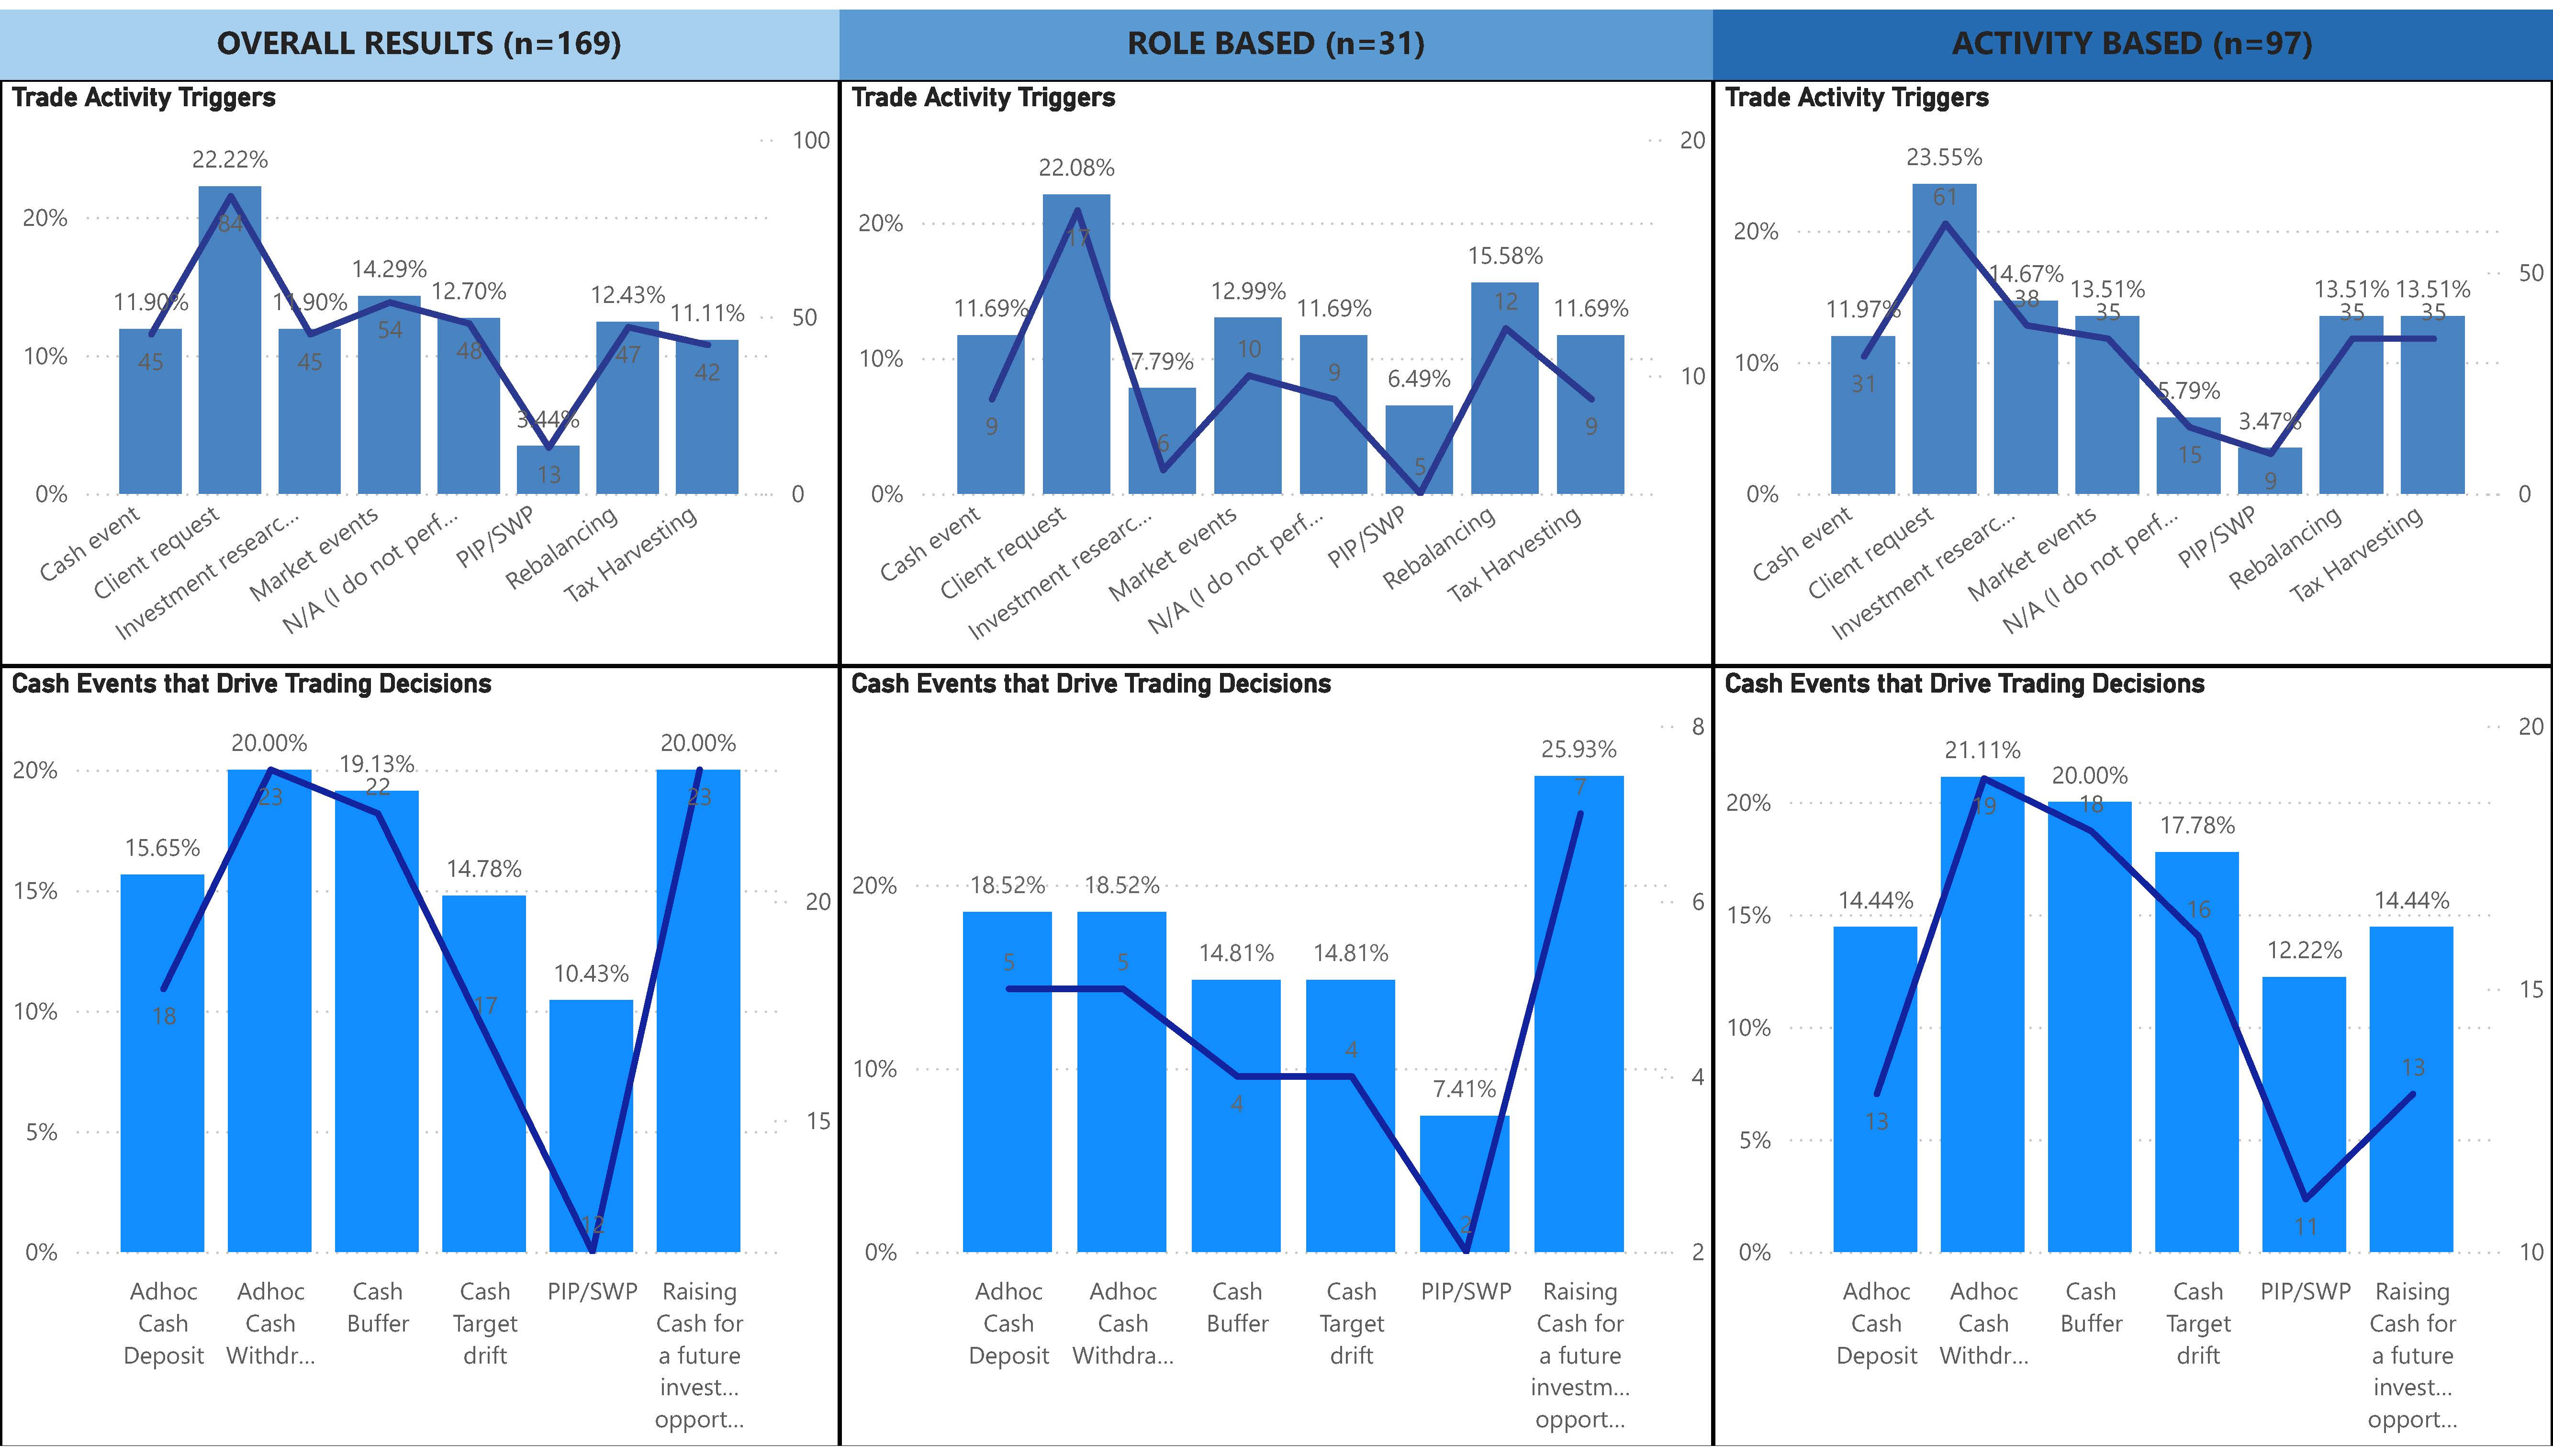 OVERALL RESULTS (n=169)
ROLE BASED (n=31)
ACTIVITY BASED (n=97)
Trade Activity Triggers
100
50
0
20%
10%
0%
11.90%
22.22%
11.90%
14.29%
12.70%
3.44%
12.43%
11.11%
45
84
45
54
48
13
47
42
Cash event
Client request
Investment researc...
Market events
N/A (I do not perf...
PIP/SWP
Rebalancing
Tax Harvesting
Trade Activity Triggers
20
10
20%
10%
0%
11.69%
22.08%
7.79%
12.99%
11.69%
6.49%
15.58%
11.69%
9
17
6
10
9
5
12
9
Cash event
Client request
Investment researc...
Market events
N/A (I do not perf...
PIP/SWP
Rebalancing
Tax Harvesting
Trade Activity Triggers
50
0
20%
10%
0%
11.97%
23.55%
14.67%
13.51%
5.79%
3.47%
13.51%
13.51%
31
61
38
35
15
9
35
35
Cash event
Client request
Investment researc...
Market events
N/A (I do not perf...
PIP/SWP
Rebalancing
Tax Harvesting
Cash Events that Drive Trading Decisions
20%
15%
10%
5%
0%
20
15
15.65%
20.00%
19.13%
14.78%
10.43%
20.00%
18
23
22
17
12
23
Adhoc
Cash
Deposit
Adhoc
Cash
Withdr...
Cash
Buffer
Cash
Target
drift
PIP/SWP
Raising
Cash for
a future
invest...
opport...
Cash Events that Drive Trading Decisions
20%
10%
0%
8
6
4
2
18.52%
18.52%
14.81%
14.81%
7.41%
25.93%
5
5
4
4
2
7
Adhoc
Cash
Deposit
Adhoc
Cash
Withdra...
Cash
Buffer
Cash
Target
drift
PIP/SWP
Raising
Cash for
a future
investm...
opport...
Cash Events that Drive Trading Decisions
20%
15%
10%
5%
0%
20
15
10
14.44%
21.11%
20.00%
17.78%
12.22%
14.44%
13
19
18
16
11
13
Adhoc
Cash
Deposit
Adhoc
Cash
Withdr...
Cash
Buffer
Cash
Target
drift
PIP/SWP
Raising
Cash for
a future
invest...
opport...